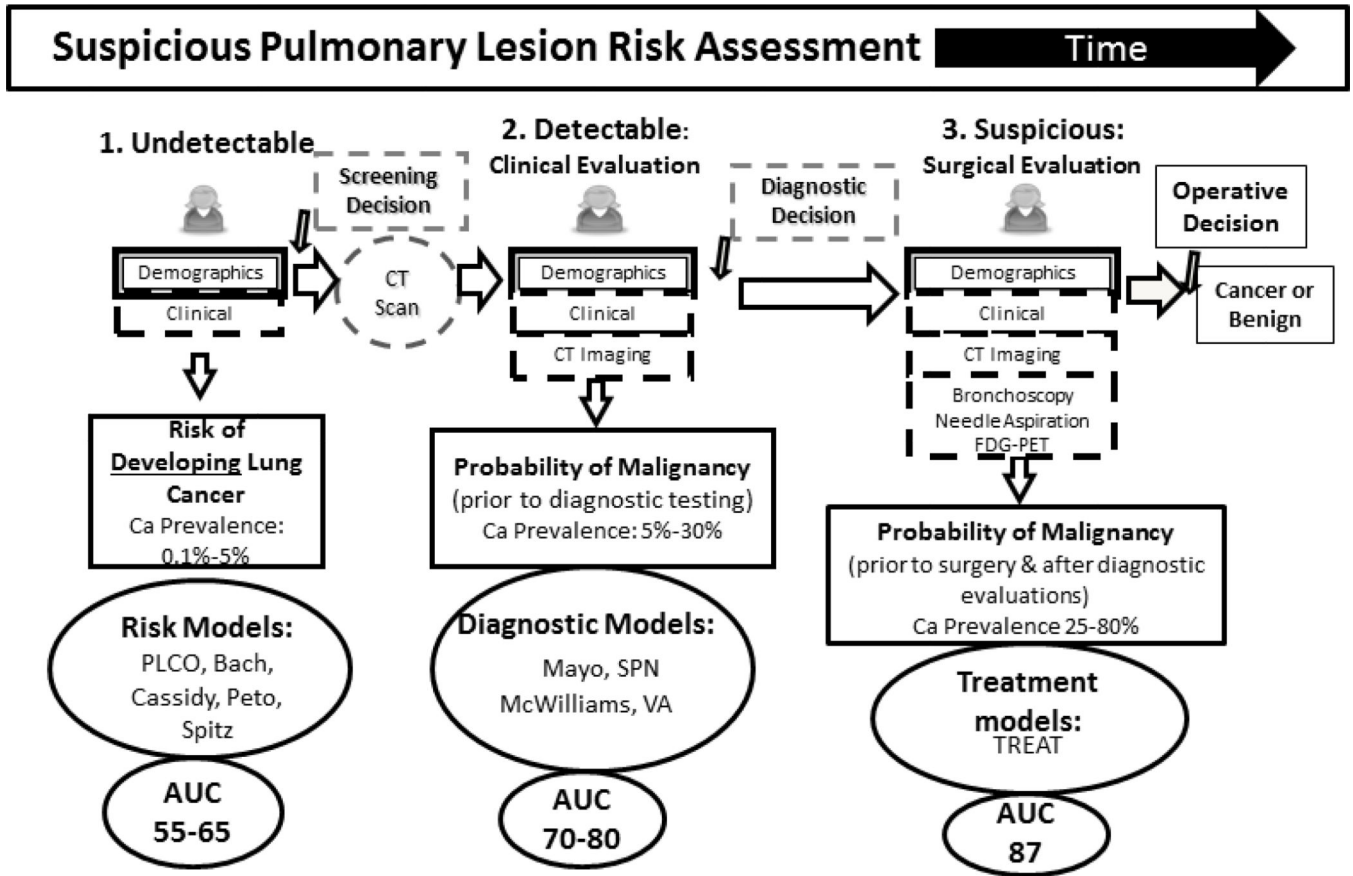 Suspicious Pulmonary Lesion Risk Assessment
Time
1. Undetectable
Screening
Decision
Demographics
Clinical
CT
Scan
Risk of
Developing Lung
Cancer
Ca Prevalence:
0.1%-5%
Risk Models:
PLCO, Bach,
Cassidy, Peto,
Spitz
AUC
55-65
2. Detectable:
Clinical Evaluation
Diagnostic
Decision
Demographics
Clinical
CT Imaging
Probability of Malignancy
(prior to diagnostic testing)
Ca Prevalence: 5%-30%
Diagnostic Models:
Mayo, SPN
McWilliams, VA
AUC
70-80
3. Suspicious:
Surgical Evaluation
Operative
Decision
Cancer or
Benign
Demographics
Clinical
CT Imaging
Bronchoscopy
Needle Aspiration
FDG-PET
Probability of Malignancy
(prior to surgery & after diagnostic
evaluations)
Ca Prevalence 25-80%
Treatment
models:
TREAT
AUC
87